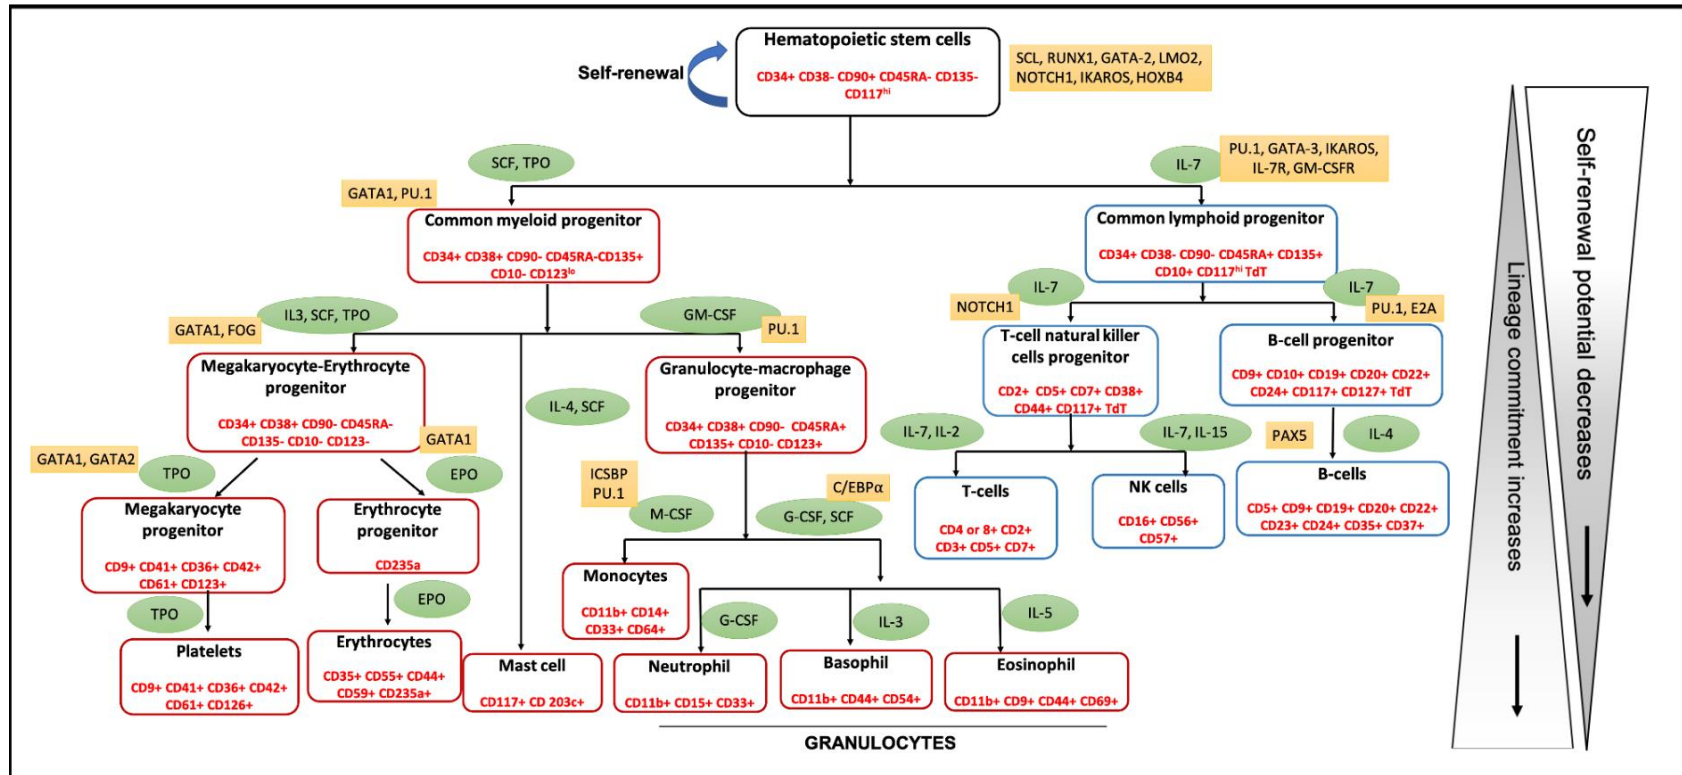 Hematopoietic stem cells
CD34+ CD38- CD90+ CD45RA- CD135-
CD117hi
Self-renewal
SCL, RUNX1, GATA-2, LMO2,
NOTCH1, IKAROS, HOXB4
SCF, TPO
GATA1, PU.1
IL-7
PU.1, GATA-3, IKAROS,
IL-7R, GM-CSFR
Common myeloid progenitor
CD34+ CD38+ CD90- CD45RA-CD135+
CD10- CD123lo
Common lymphoid progenitor
CD34+ CD38- CD90- CD45RA+ CD135+
CD10+ CD117hi TdT
GATA1, FOG
IL3, SCF, TPO
GM-CSF
PU.1
NOTCH1
IL-7
IL-7
PU.1, E2A
Megakaryocyte-Erythrocyte
progenitor
CD34+ CD38+ CD90- CD45RA-
CD135- CD10- CD123-
IL-4, SCF
Granulocyte-macrophage
progenitor
CD34+ CD38+ CD90- CD45RA+
CD135+ CD10- CD123+
T-cell natural killer
cells progenitor
CD2+ CD5+ CD7+ CD38+
CD44+ CD117+ TdT
B-cell progenitor
CD9+ CD10+ CD19+ CD20+ CD22+
CD24+ CD117+ CD127+ TdT
GATA1, GATA2
TPO
GATA1
EPO
ICSBP
PU.1
M-CSF
C/EBPα
G-CSF, SCF
IL-7, IL-2
IL-7, IL-15
PAX5
IL-4
Megakaryocyte
progenitor
CD9+ CD41+ CD36+ CD42+
CD61+ CD123+
Erythrocyte
progenitor
CD235a
T-cells
CD4 or 8+ CD2+
CD3+ CD5+ CD7+
NK cells
CD16+ CD56+
CD57+
B-cells
CD5+ CD9+ CD19+ CD20+ CD22+
CD23+ CD24+ CD35+ CD37+
Monocytes
CD11b+ CD14+
CD33+ CD64+
TPO
EPO
G-CSF
IL-3
IL-5
Platelets
CD9+ CD41+ CD36+ CD42+
CD61+ CD126+
Erythrocytes
CD35+ CD55+ CD44+
CD59+ CD235a+
Mast cell
CD117+ CD 203c+
Neutrophil
CD11b+ CD15+ CD33+
Basophil
CD11b+ CD44+ CD54+
Eosinophil
CD11b+ CD9+ CD44+ CD69+
GRANULOCYTES
Lineage commitment increases
Self-renewal potential decreases